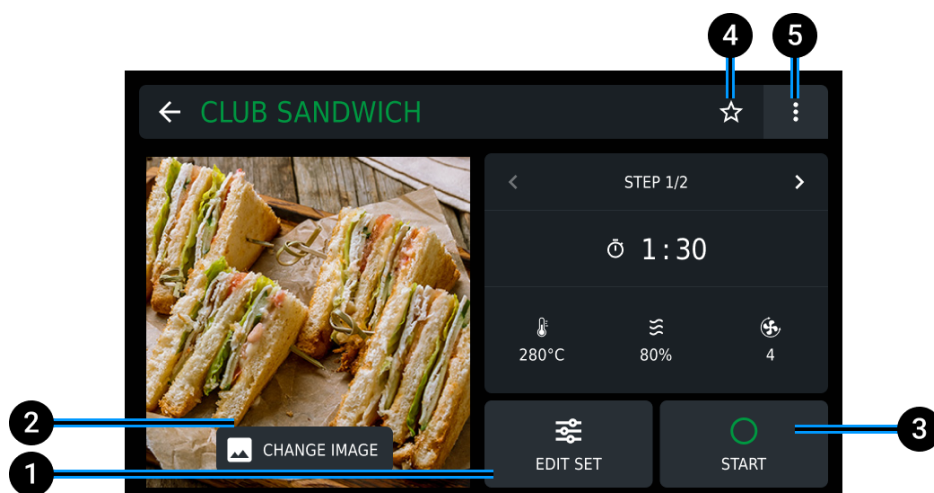 4 5
CLUB SANDWICH
STEP 1/2
1:30
280°C 80% 4
2
CHANGE IMAGE
3
1
EDIT SET
START